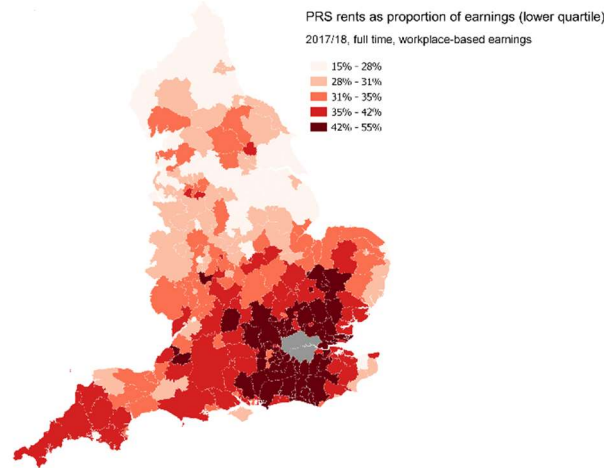 PRS rents as proportion of earnings (lower quartile)
2017/18, full time, workplace-based earnings
15% - 28%
28% - 31%
31% - 35%
35% - 42%
42% - 55%